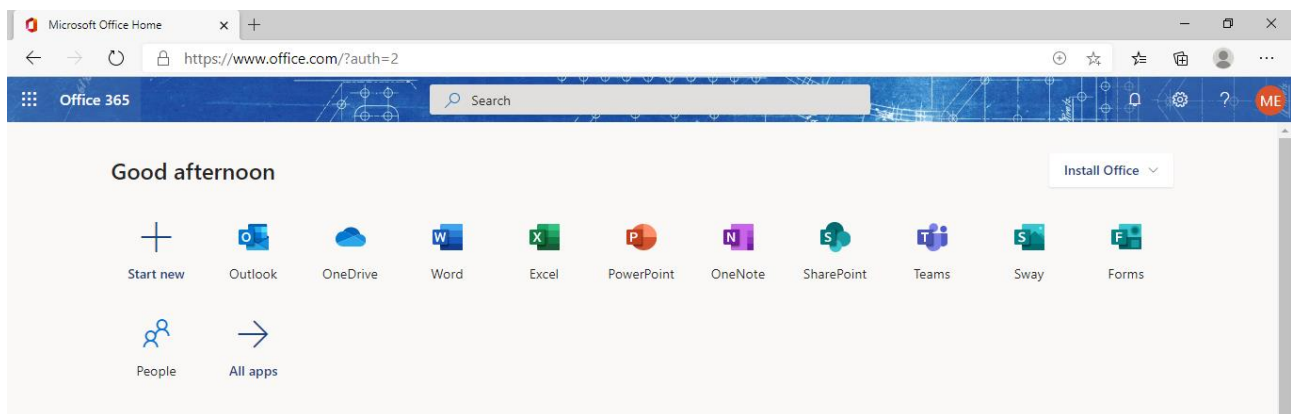 Microsoft Office Home
https://www.office.com/?auth=2
Office 365
Search
?
ME
Good afternoon
Install Office
Start new
Outlook
OneDrive
Word
Excel
PowerPoint
OneNote
SharePoint
Teams
Sway
Forms
People
All apps